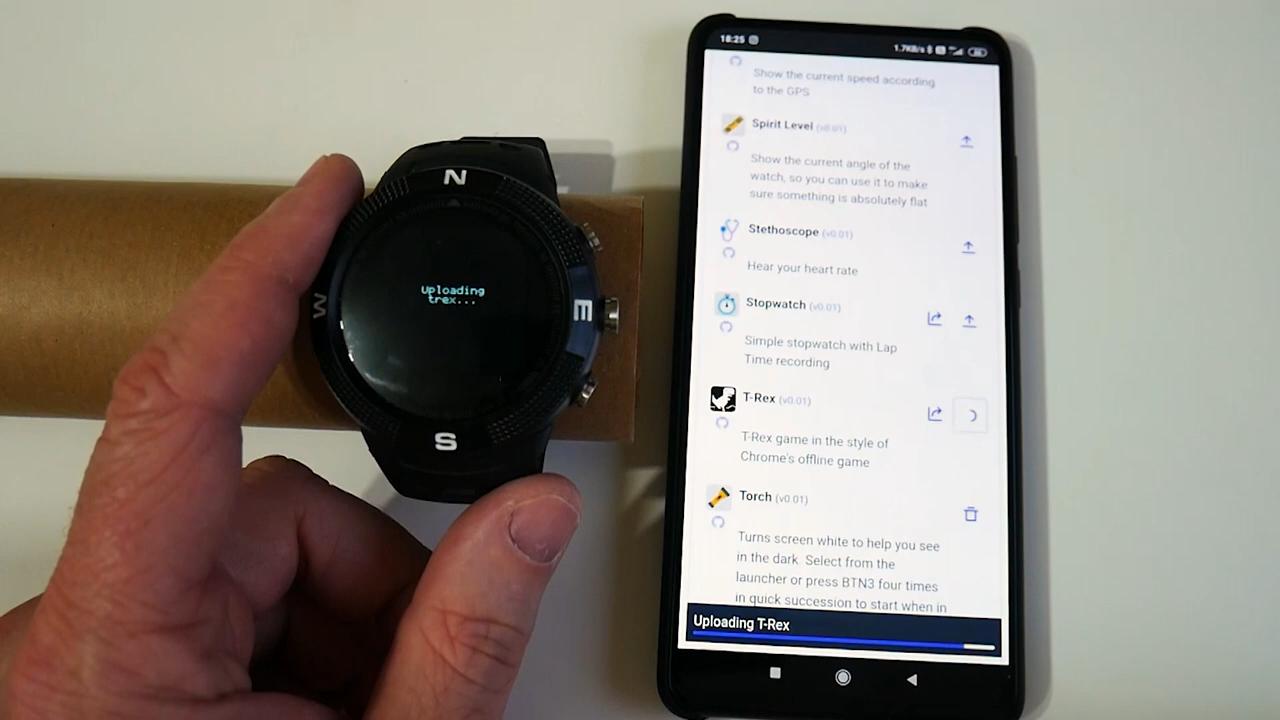 N
W
E
S
Uploading
trex...
18:25
1.7KB/s
Show the current speed according
to the GPS
Spirit Level (v0.01)
Show the current angle of the
watch, so you can use it to make
sure something is absolutely flat
Stethoscope (v0.01)
Hear your heart rate
Stopwatch (v0.01)
Simple stopwatch with Lap
Time recording
T-Rex (v0.01)
T-Rex game in the style of
Chrome's offline game
Torch (v0.01)
Turns screen white to help you see
in the dark. Select from the
launcher or press BTN3 four times
in quick succession to start when in
Uploading T-Rex